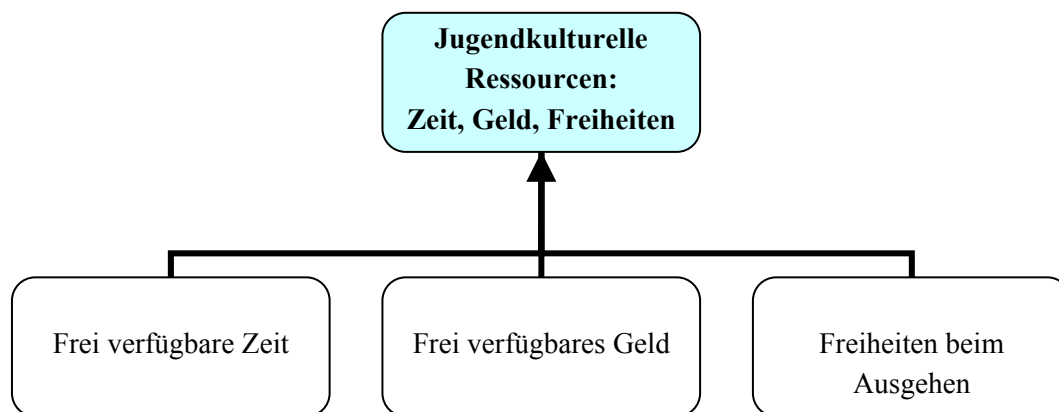 Jugendkulturelle
Ressourcen:
Zeit, Geld, Freiheiten
Frei verfügbare Zeit
Frei verfügbares Geld
Freiheiten beim
Ausgehen